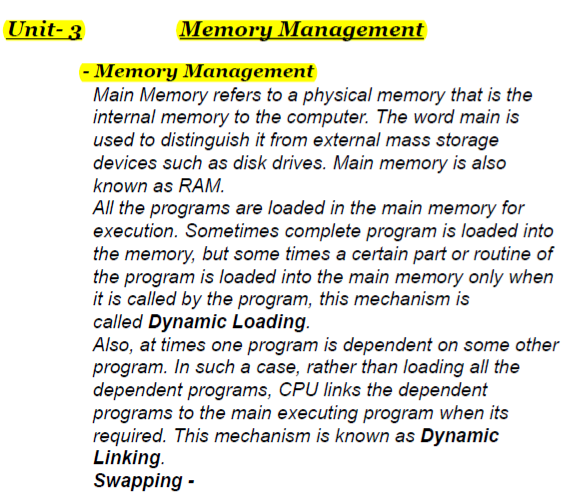 Unit- 3 Memory Management
- Memory Management
Main Memory refers to a physical memory that is the
internal memory to the computer. The word main is
used to distinguish it from external mass storage
devices such as disk drives. Main memory is also
known as RAM.
All the programs are loaded in the main memory for
execution. Sometimes complete program is loaded into
the memory, but some times a certain part or routine of
the program is loaded into the main memory only when
it is called by the program, this mechanism is
called Dynamic Loading.
Also, at times one program is dependent on some other
program. In such a case, rather than loading all the
dependent programs, CPU links the dependent
programs to the main executing program when its
required. This mechanism is known as Dynamic
Linking.
Swapping -